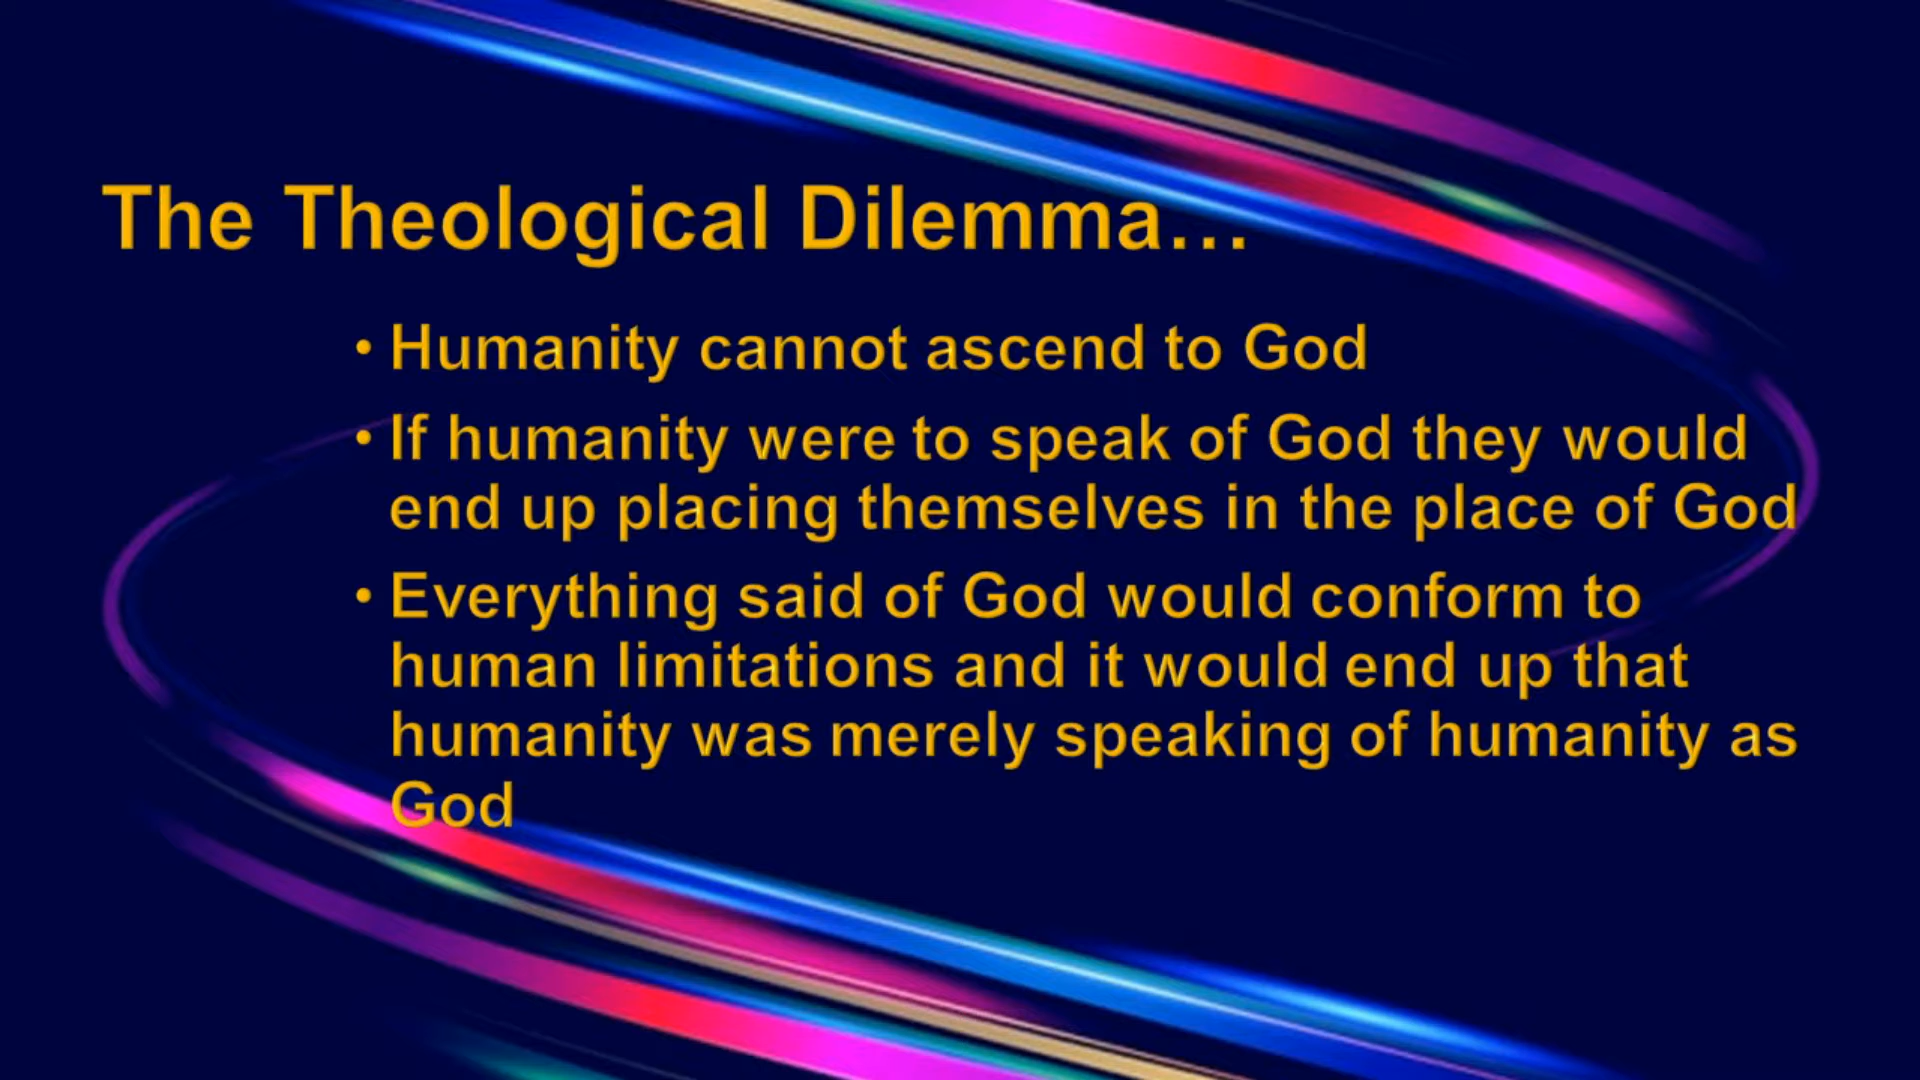 The Theological Dilemma...
• Humanity cannot ascend to God
• If humanity were to speak of God they would
end up placing themselves in the place of God
• Everything said of God would conform to
human limitations and it would end up that
humanity was merely speaking of humanity as
God